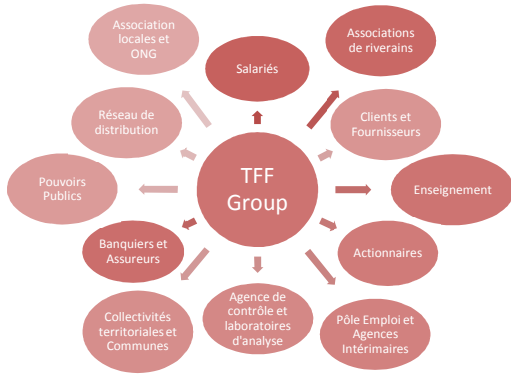 Association
locales et
ONG
Salariés
Associations
de riverains
Réseau de
distribution
Clients et
Fournisseurs
TFF
Group
Pouvoirs
Publics
Enseignement
Banquiers et
Assureurs
Actionnaires
Collectivités
territoriales et
Communes
Agence de
contrôle et
laboratoires
d'analyse
Pôle Emploi et
Agences
Intérimaires